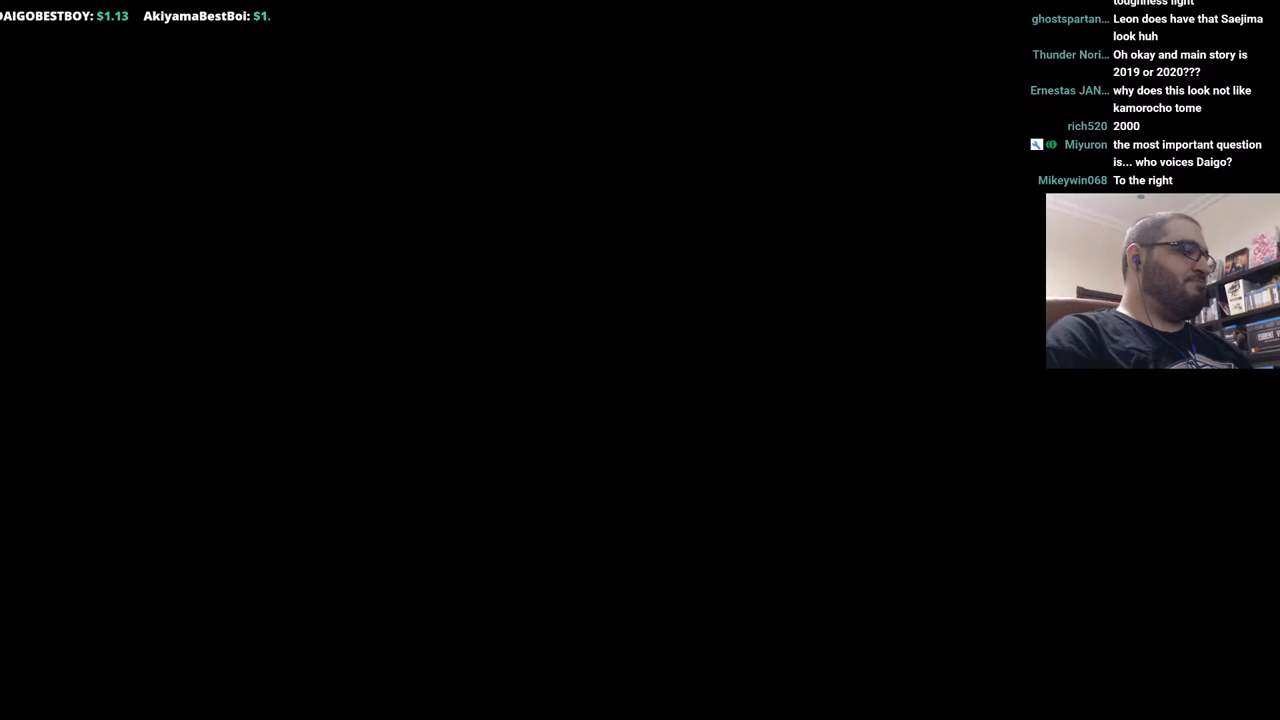 DAIGOBESTBOY: $1.13 AkiyamaBestBoi: $1.
toughness light
ghostspartan... Leon does have that Saejima
look huh
Thunder Nori... Oh okay and main story is
2019 or 2020???
Ernestas JAN... why does this look not like
kamorocho tome
rich520 2000
Miyuron the most important question
is... who voices Daigo?
Mikeywin068 To the right